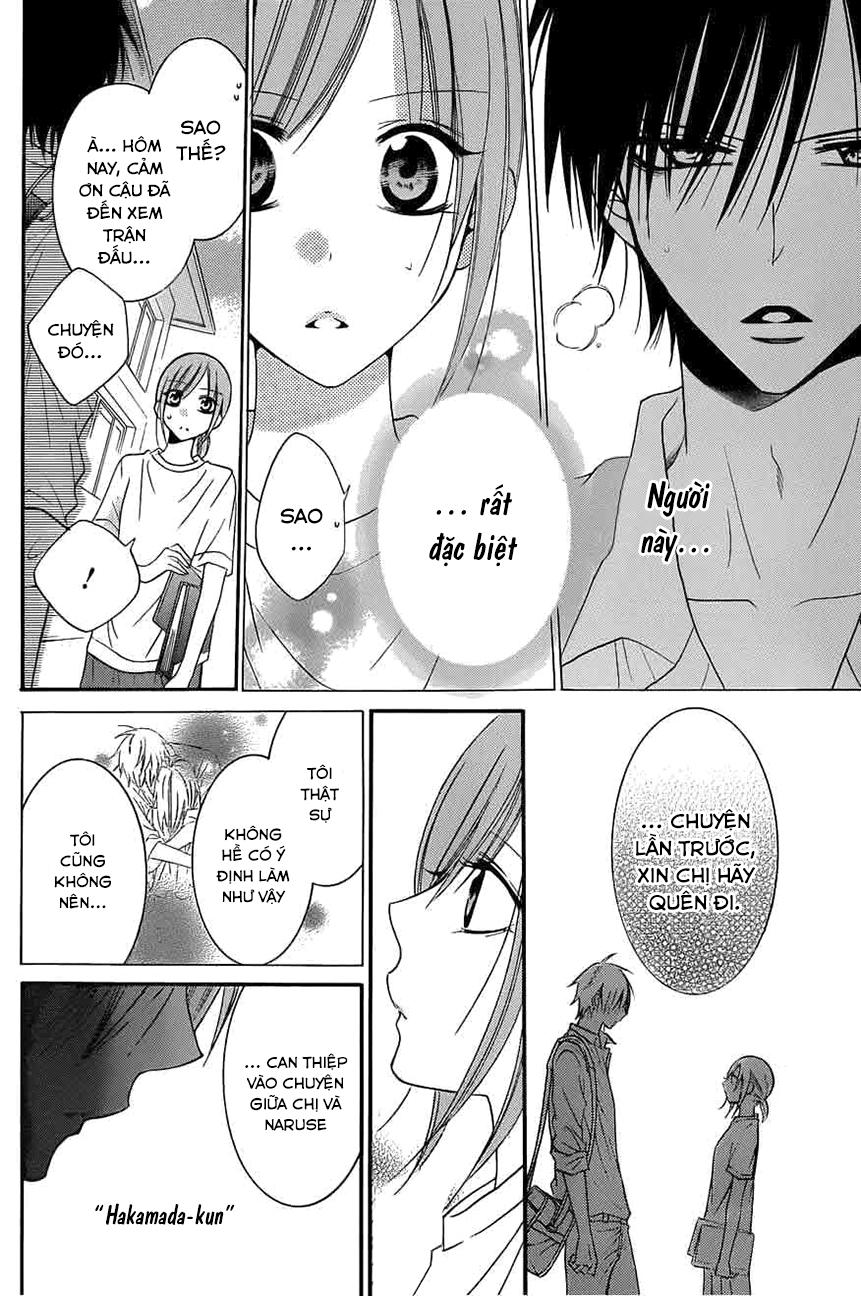 Người
này...
... rất
đặc biệt
SAO
...
SAO
THẾ?
À... HÔM
NAY, CẢM
ƠN CẬU ĐÃ
ĐẾN XEM
TRẬN
ĐẤU...
CHUYỆN
ĐÓ...
!
... CHUYỆN
LẦN TRƯỚC,
XIN CHỊ HÃY
QUÊN ĐI.
TÔI
THẬT
SỰ
KHÔNG
HỀ CÓ Ý
ĐỊNH LÀM
NHƯ VẬY
TÔI
CŨNG
KHÔNG
NÊN...
... CAN THIỆP
VÀO CHUYỆN
GIỮA CHỊ VÀ
NARUSE
"Hakamada-kun"